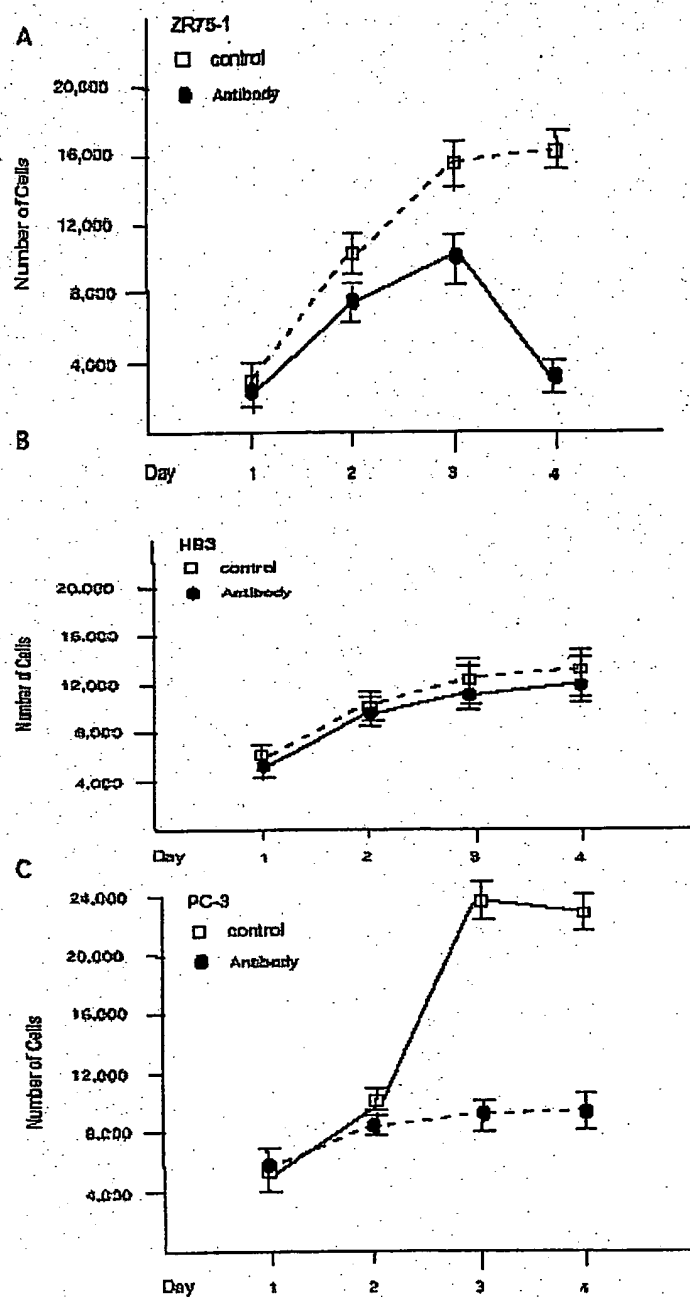 A
ZR75-1
control
Antibody
20,000
16,000
12,000
8,000
4,000
Number of Cells
Day 1 2 3 4
B
HB3
control
Antibody
20,000
16,000
12,000
8,000
4,000
Number of Cells
Day 1 2 3 4
C
PC-3
control
Antibody
24,000
20,000
16,000
12,000
8,000
4,000
Number of Cells
Day 1 2 3 4